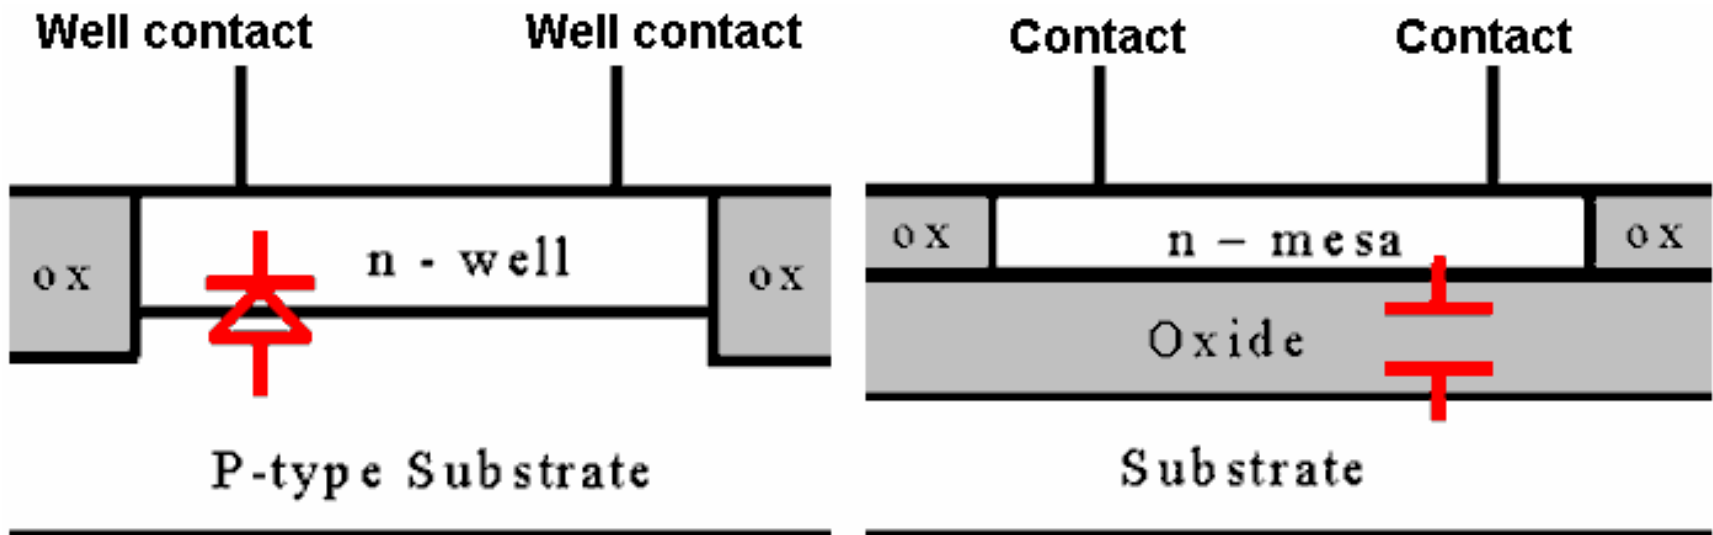 Well contact
Well contact
ox
n - well
ox
P-type Substrate
Contact
Contact
ox
n – mesa
ox
Oxide
Substrate